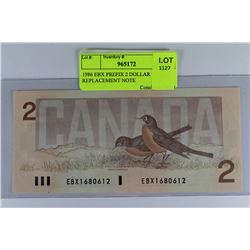 Lot #: Inventory #:
965172
1986 EBX PREFIX 2 DOLLAR
REPLACEMENT NOTE
LOT
1127
CANADA
2 2
EBX1680612 EBX1680612